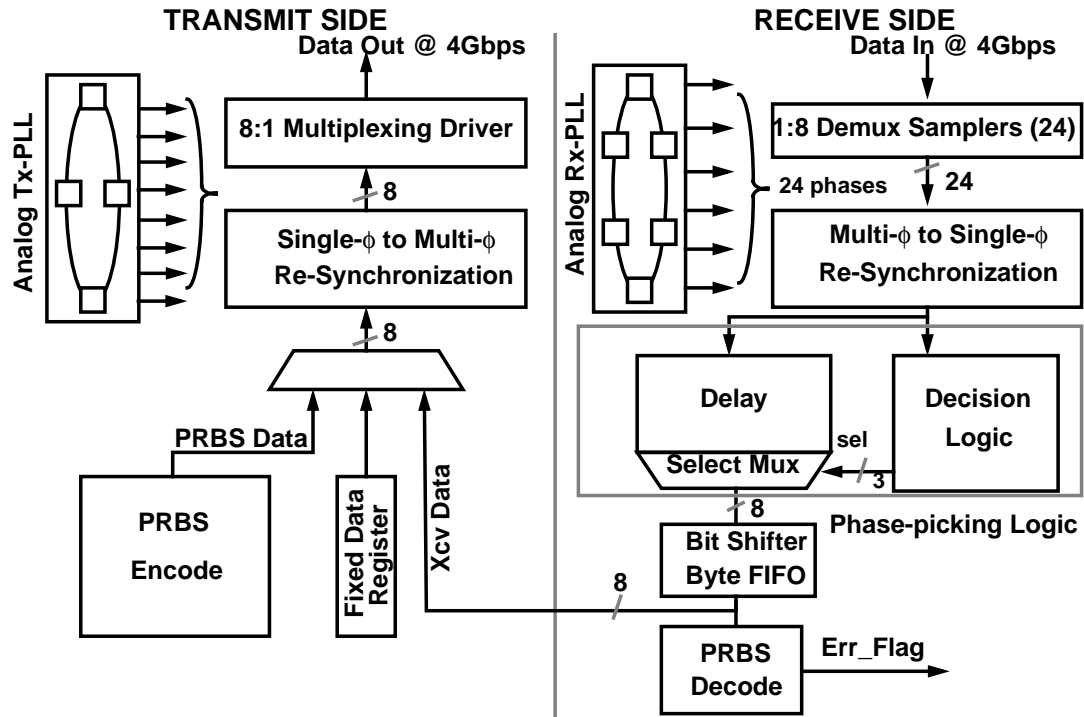 TRANSMIT SIDE
Data Out @ 4Gbps
Analog Tx-PLL
8:1 Multiplexing Driver
8
Single-ϕ to Multi-ϕ
Re-Synchronization
8
PRBS Data
PRBS
Encode
Fixed Data
Register
Xcv Data
RECEIVE SIDE
Data In @ 4Gbps
Analog Rx-PLL
24 phases
1:8 Demux Samplers (24)
24
Multi-ϕ to Single-ϕ
Re-Synchronization
Delay
Select Mux
sel
3
Decision
Logic
8
Phase-picking Logic
Bit Shifter
Byte FIFO
8
PRBS
Decode
Err_Flag